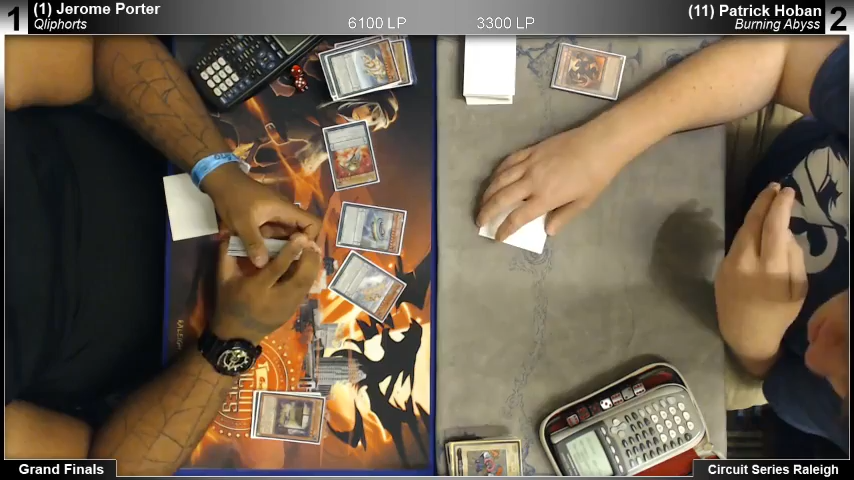 1 (1) Jerome Porter
Qliphorts
6100 LP
3300 LP
(11) Patrick Hoban 2
Burning Abyss
Grand Finals
Circuit Series Raleigh